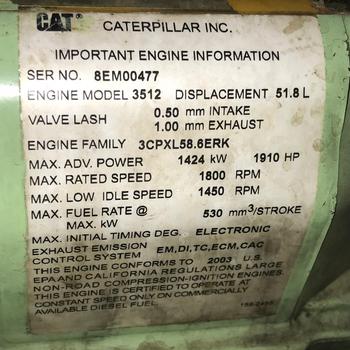 CAT CATERPILLAR INC.
IMPORTANT ENGINE INFORMATION
SER NO. 8EM00477
ENGINE MODEL 3512 DISPLACEMENT 51.8 L
VALVE LASH 0.50 mm INTAKE
1.00 mm EXHAUST
ENGINE FAMILY 3CPXL58.6ERK
MAX. ADV. POWER 1424 kW 1910 HP
MAX. RATED SPEED 1800 RPM
MAX. LOW IDLE SPEED 1450 RPM
MAX. FUEL RATE @ MAX. kW 530 mm³/STROKE
MAX. INITIAL TIMING DEG. ELECTRONIC
EXHAUST EMISSION CONTROL SYSTEM EM,DI,TC,ECM,CAC
THIS ENGINE CONFORMS TO 2003 U.S.
EPA AND CALIFORNIA REGULATIONS LARGE
NON-ROAD COMPRESSION-IGNITION ENGINES.
THIS ENGINE IS CERTIFIED TO OPERATE AT
CONSTANT SPEED ONLY ON COMMERCIALLY
AVAILABLE DIESEL FUEL.